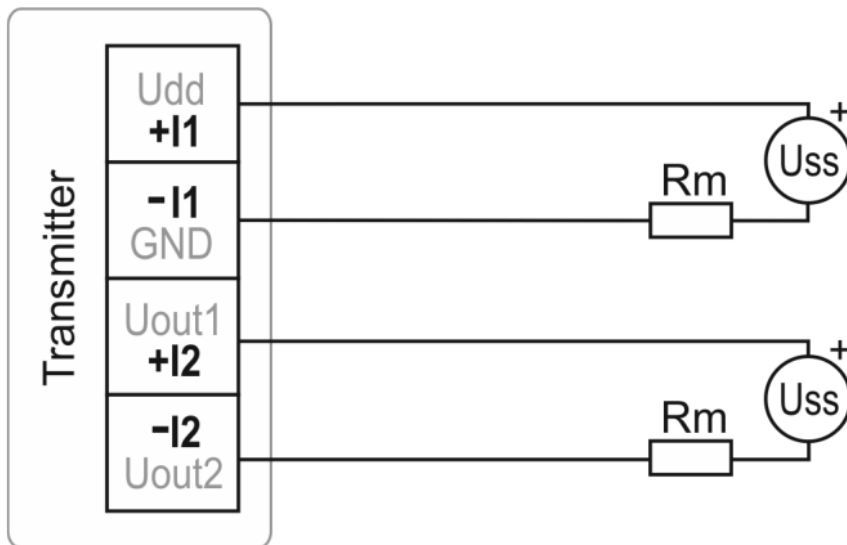 Transmitter
Udd
+I1
-I1
GND
Uout1
+I2
-I2
Uout2
+
Uss
Rm
+
Uss
Rm